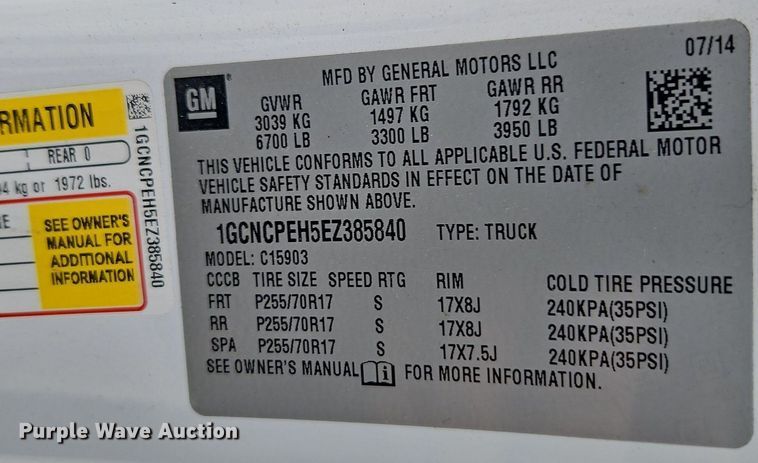 RMATION
REAR 0
kg or 1972 lbs.
SEE OWNER'S
MANUAL FOR
ADDITIONAL
INFORMATION
1GCNCPEH5EZ385840
GM
MFD BY GENERAL MOTORS LLC
07/14
GVWR GAWR FRT GAWR RR
3039 KG 1497 KG 1792 KG
6700 LB 3300 LB 3950 LB
THIS VEHICLE CONFORMS TO ALL APPLICABLE U.S. FEDERAL MOTOR
VEHICLE SAFETY STANDARDS IN EFFECT ON THE DATE OF
MANUFACTURE SHOWN ABOVE.
1GCNCPEH5EZ385840 TYPE: TRUCK
MODEL: C15903
CCCB TIRE SIZE SPEED RTG RIM COLD TIRE PRESSURE
FRT P255/70R17 S 17X8J 240KPA(35PSI)
RR P255/70R17 S 17X8J 240KPA(35PSI)
SPA P255/70R17 S 17X7.5J 240KPA(35PSI)
SEE OWNER'S MANUAL i FOR MORE INFORMATION.
Purple Wave Auction